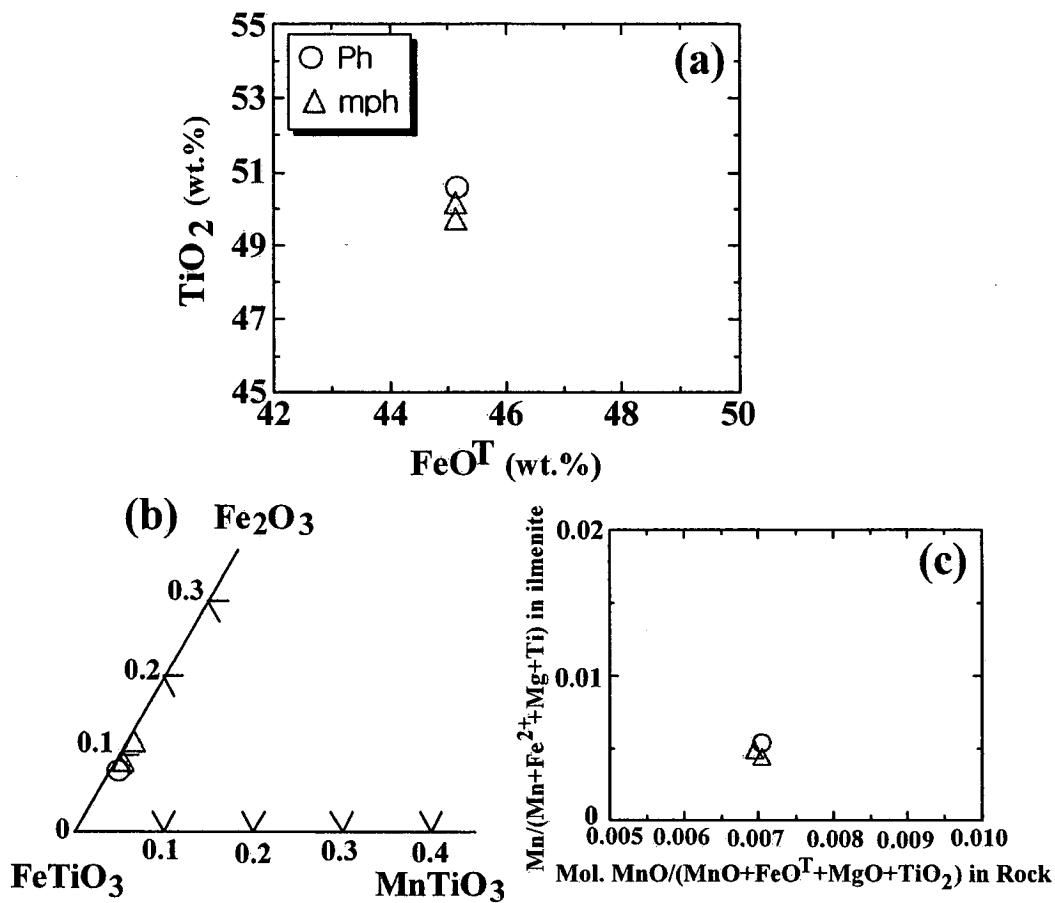 55
53
51
49
47
45
TiO2 (wt.%)
Ph
mph
(a)
42 44 46 48 50
FeO^T (wt.%)
(b)
Fe2O3
0.3
0.2
0.1
0
0.1 0.2 0.3 0.4
FeTiO3 MnTiO3
(c)
Mn/(Mn+Fe2++Mg+Ti) in ilmenite
0.02
0.01
0
0.005 0.006 0.007 0.008 0.009 0.010
Mol. MnO/(MnO+FeO^T+MgO+TiO2) in Rock